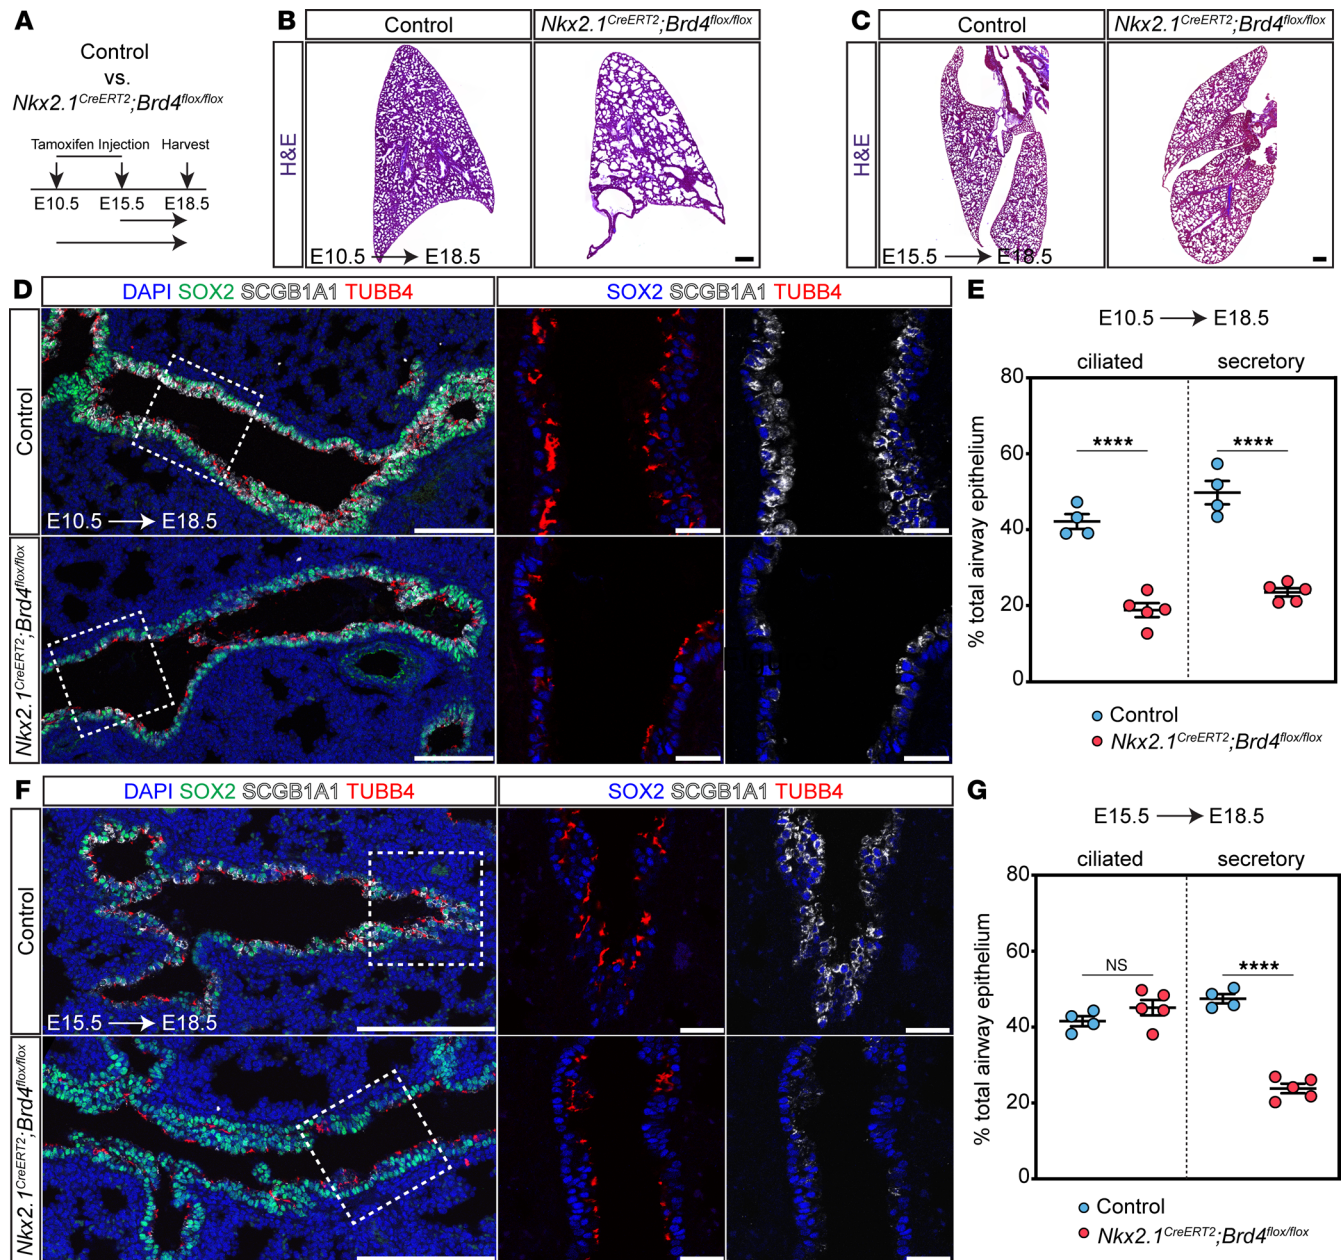 A
Control
vs.
Nkx2.1CreERT2;Brd4flox/flox
Tamoxifen Injection Harvest
E10.5 E15.5 E18.5
B
Control
Nkx2.1CreERT2;Brd4flox/flox
H&E
E10.5 E18.5
C
Control
Nkx2.1CreERT2;Brd4flox/flox
H&E
E15.5 E18.5
D
DAPI SOX2 SCGB1A1 TUBB4
SOX2 SCGB1A1 TUBB4
Control
E10.5 E18.5
Nkx2.1CreERT2;Brd4flox/flox
E
E10.5 E18.5
ciliated secretory
% total airway epithelium
80
60
40
20
0
**** ****
Control
Nkx2.1CreERT2;Brd4flox/flox
F
DAPI SOX2 SCGB1A1 TUBB4
SOX2 SCGB1A1 TUBB4
Control
E15.5 E18.5
Nkx2.1CreERT2;Brd4flox/flox
G
E15.5 E18.5
ciliated secretory
% total airway epithelium
80
60
40
20
0
NS ****
Control
Nkx2.1CreERT2;Brd4flox/flox